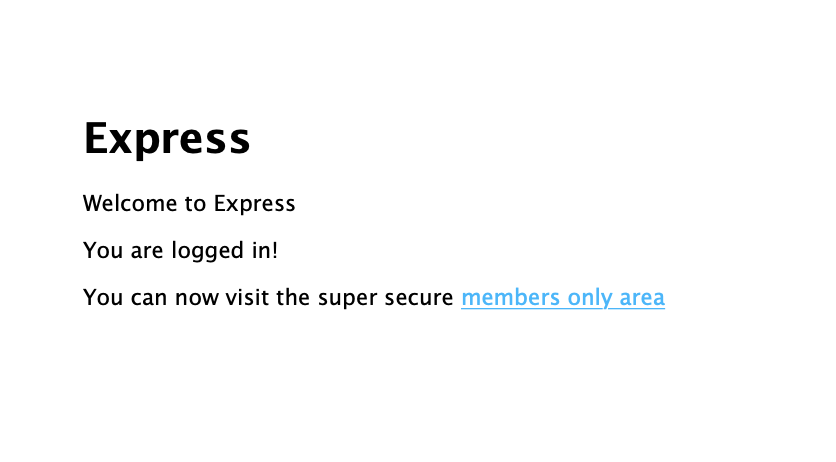 Express
Welcome to Express
You are logged in!
You can now visit the super secure members only area